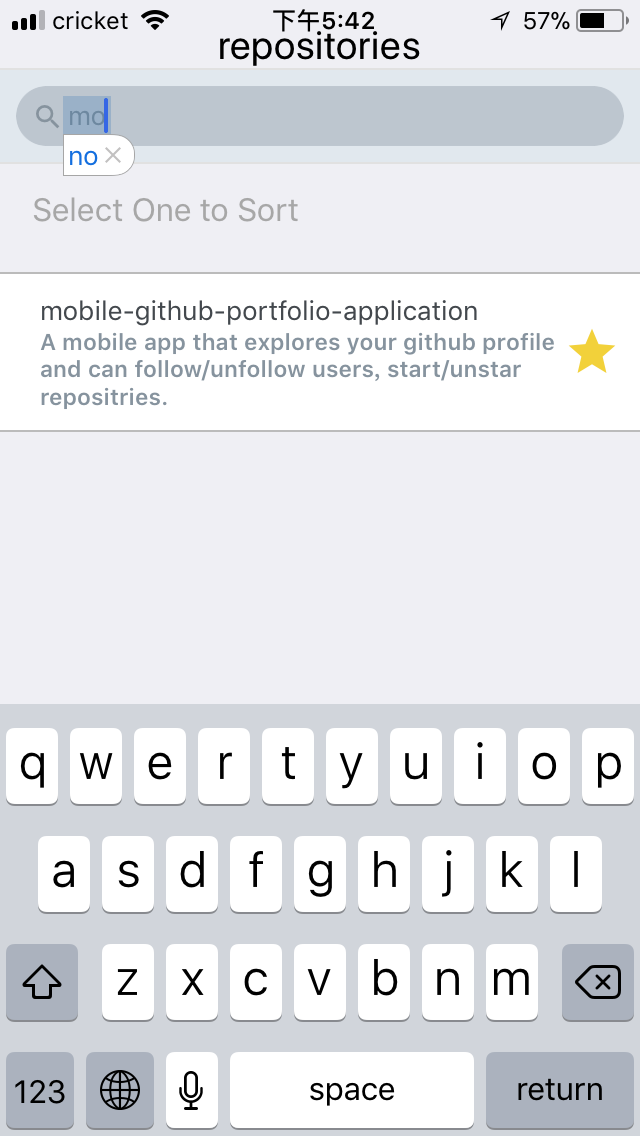 cricket 下午5:42 57%
repositories
mo
no
Select One to Sort
mobile-github-portfolio-application
A mobile app that explores your github profile
and can follow/unfollow users, start/unstar
repositries.
q w e r t y u i o p
a s d f g h j k l
z x c v b n m
123 space return